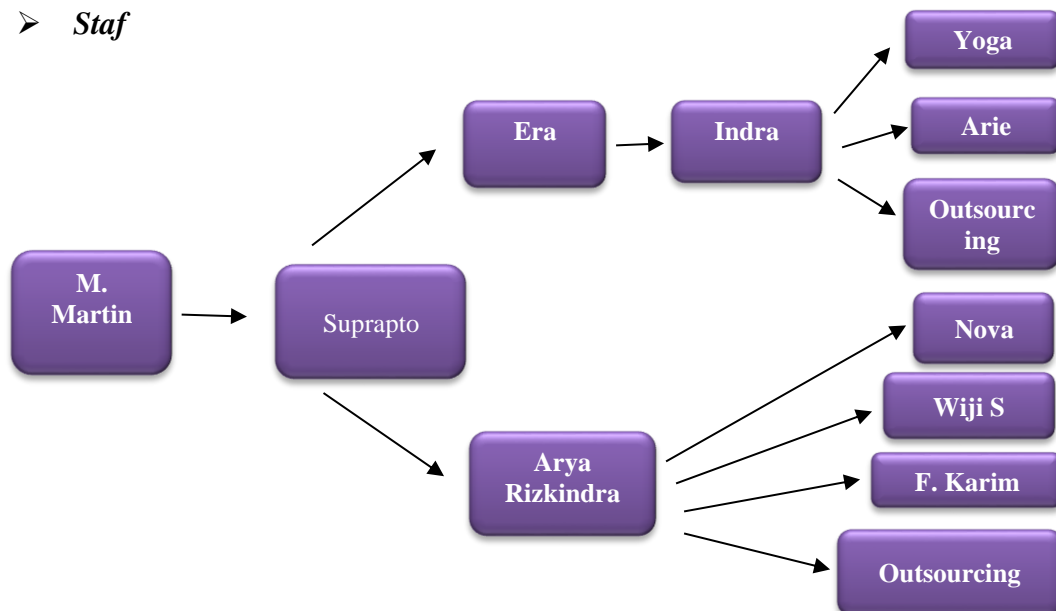 ➢ Staf
Yoga
Era
Indra
Arie
Outsourc
ing
M.
Martin
Suprapto
Nova
Wiji S
Arya
Rizkindra
F. Karim
Outsourcing